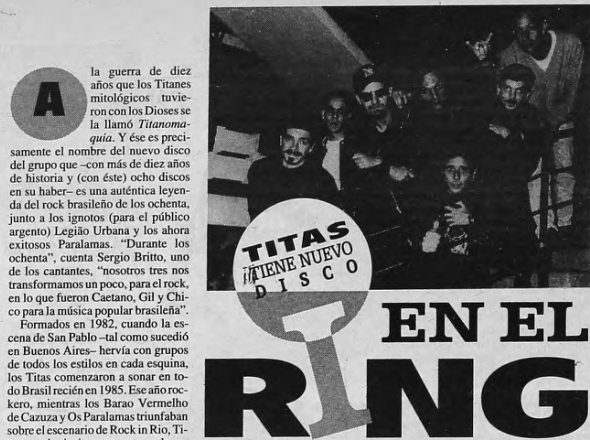 A
la guerra de diez
años que los Titanes
mitológicos tuvie-
ron con los Dioses se
la llamó Titanoma-
quia. Y ése es preci-
samente el nombre del nuevo disco
del grupo que –con más de diez años
de historia y (con éste) ocho discos
en su haber– es una auténtica leyen-
da del rock brasileño de los ochenta,
junto a los ignotos (para el público
argento) Legião Urbana y los ahora
exitosos Paralamas. “Durante los
ochenta”, cuenta Sergio Britto, uno
de los cantantes, “nosotros tres nos
transformamos un poco, para el rock,
en lo que fueron Caetano, Gil y Chi-
co para la música popular brasileña”.
Formados en 1982, cuando la es-
cena de San Pablo –tal como sucedió
en Buenos Aires– hervía con grupos
de todos los estilos en cada esquina,
los Titas comenzaron a sonar en to-
do Brasil recién en 1985. Ese año roc-
kero, mientras los Barao Vermelho
de Cazuza y Os Paralamas triunfaban
sobre el escenario de Rock in Rio, Ti-
TITAS
TIENE NUEVO
DISCO
EN EL
RING